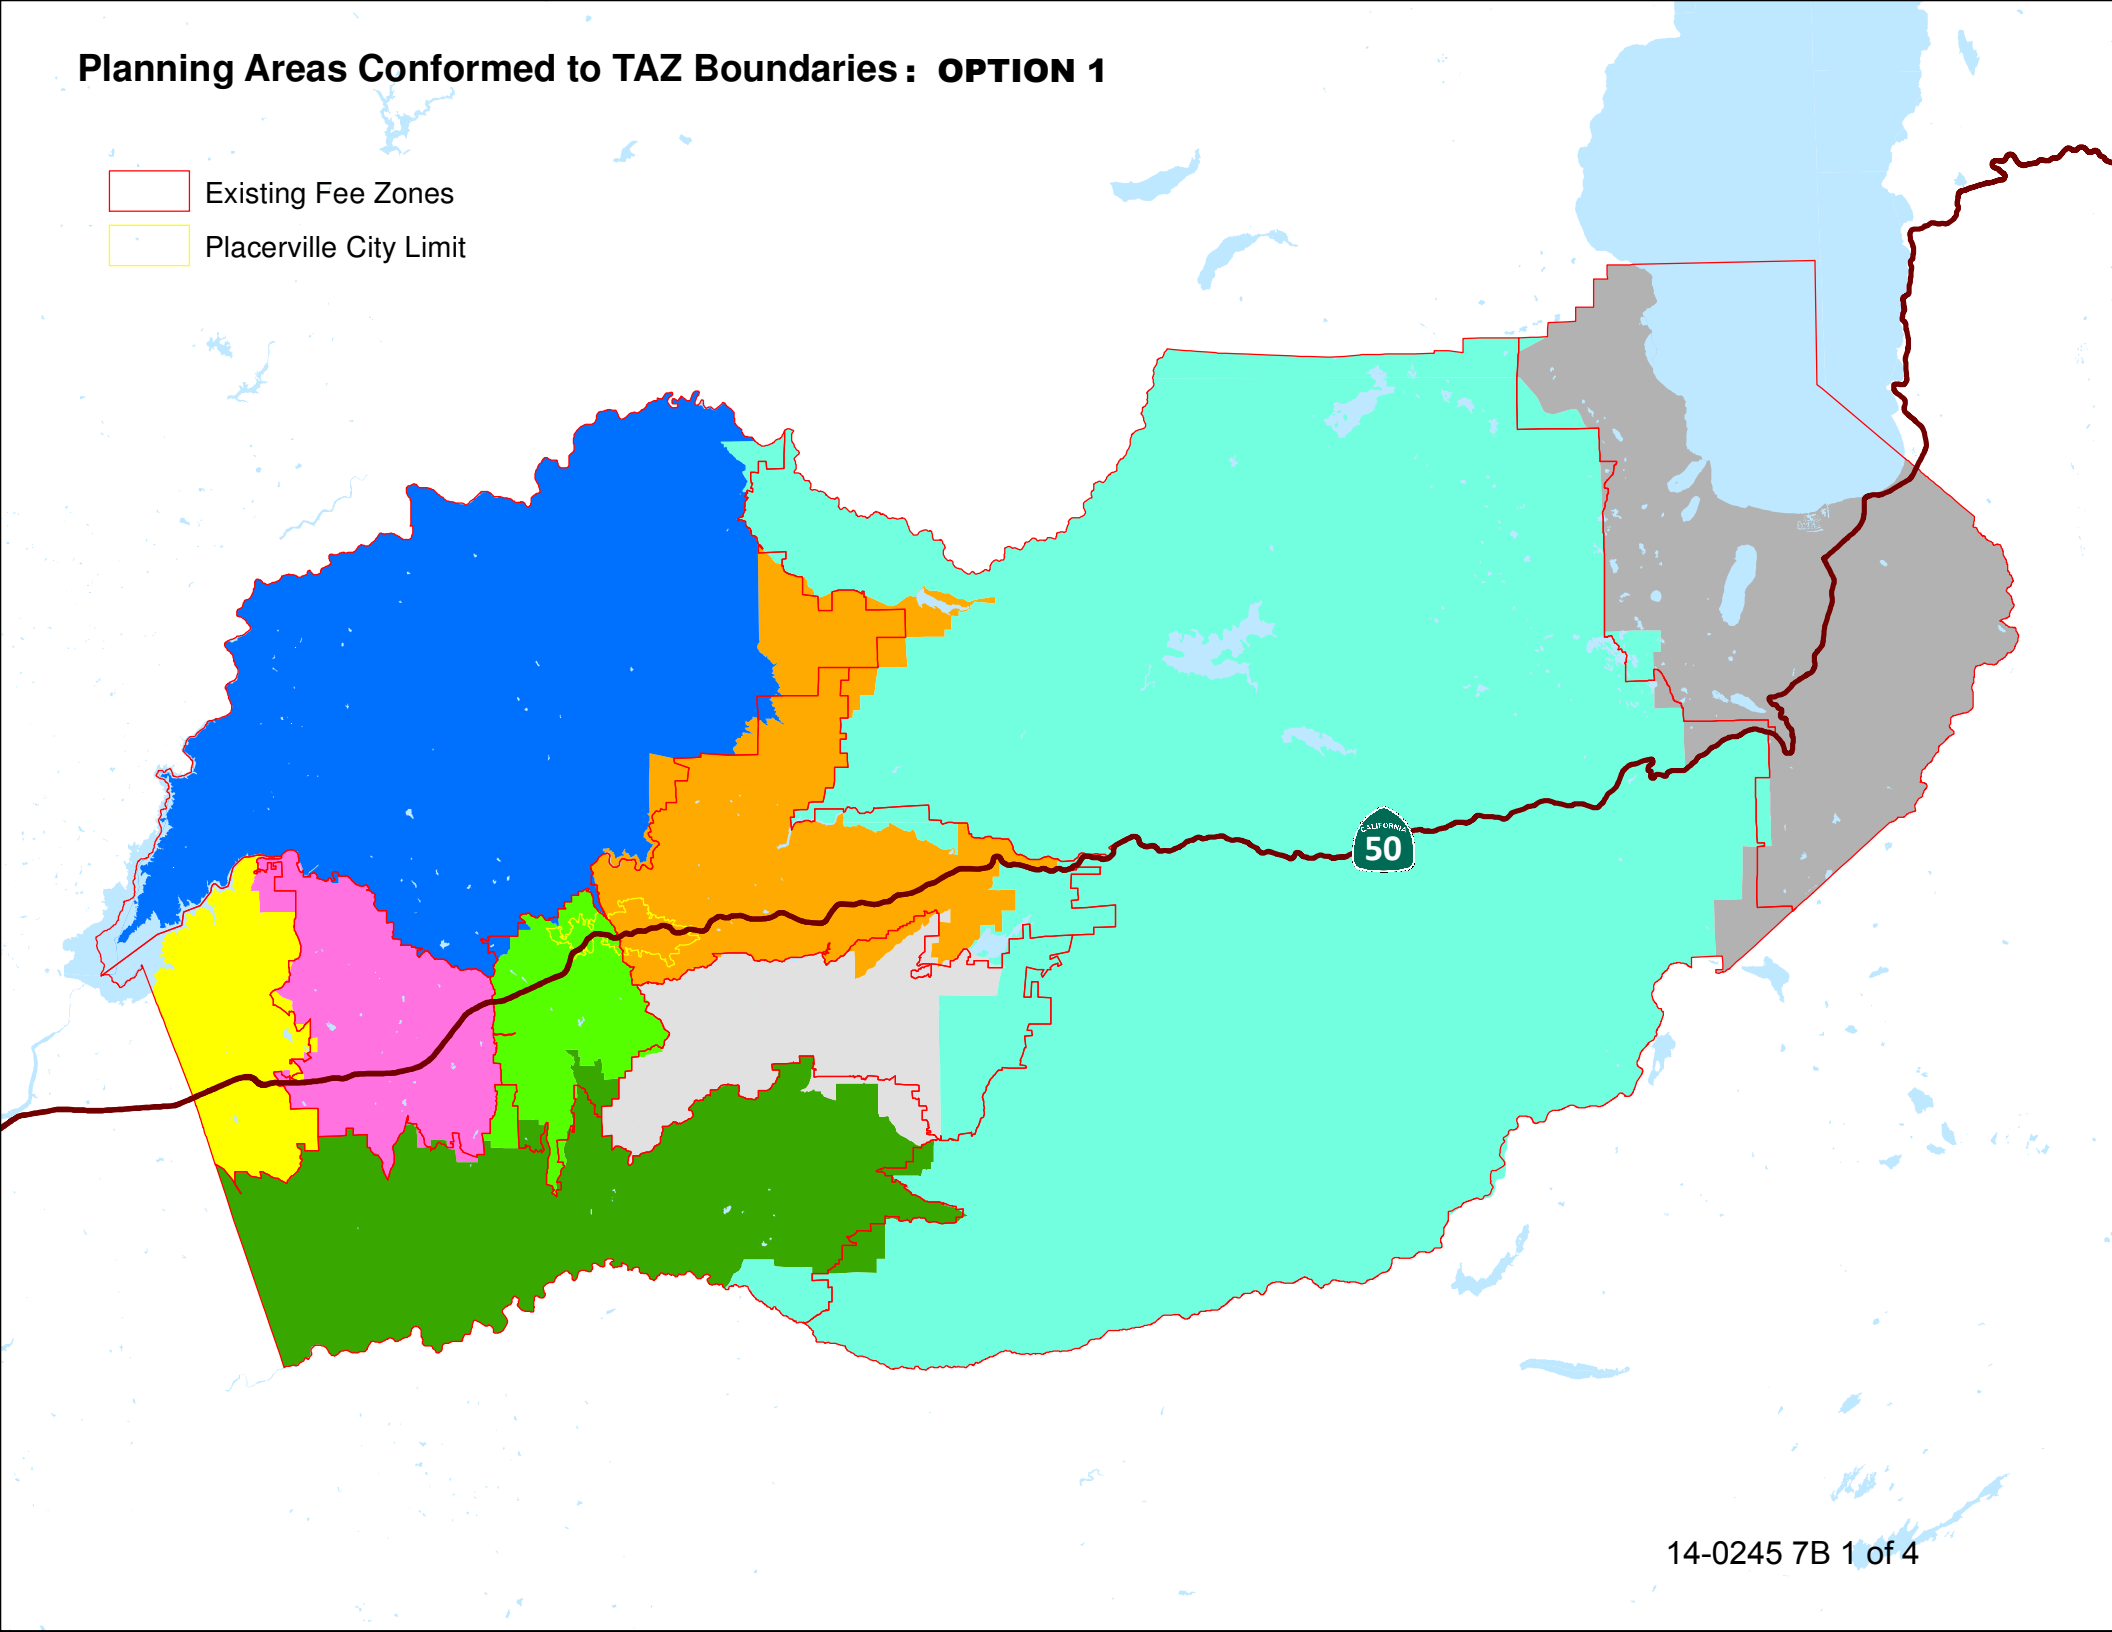 Planning Areas Conformed to TAZ Boundaries: OPTION 1
Existing Fee Zones
Placerville City Limit
CALIFORNIA
50
14-0245 7B 1 of 4